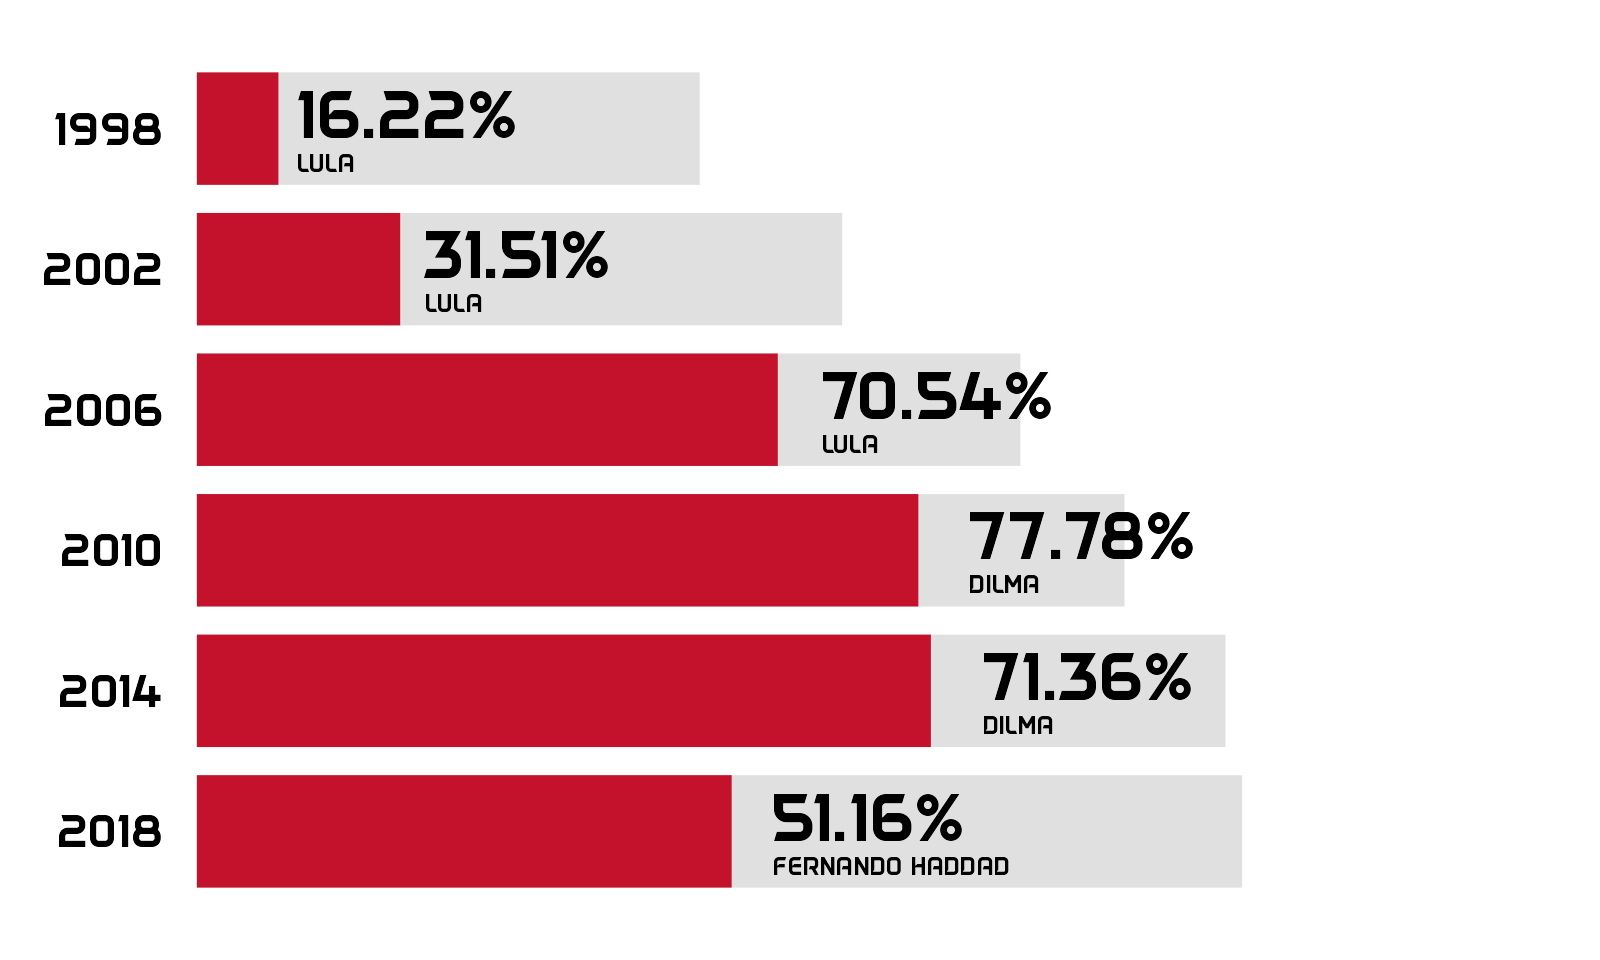 1998
16.22%
LULA
2002
31.51%
LULA
2006
70.54%
LULA
2010
77.78%
DILMA
2014
71.36%
DILMA
2018
51.16%
FERNANDO HADDAD